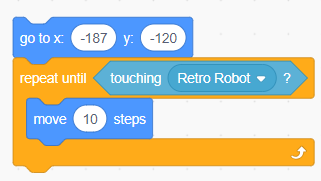 go to x: -187 y: -120
repeat until touching Retro Robot ?
move 10 steps